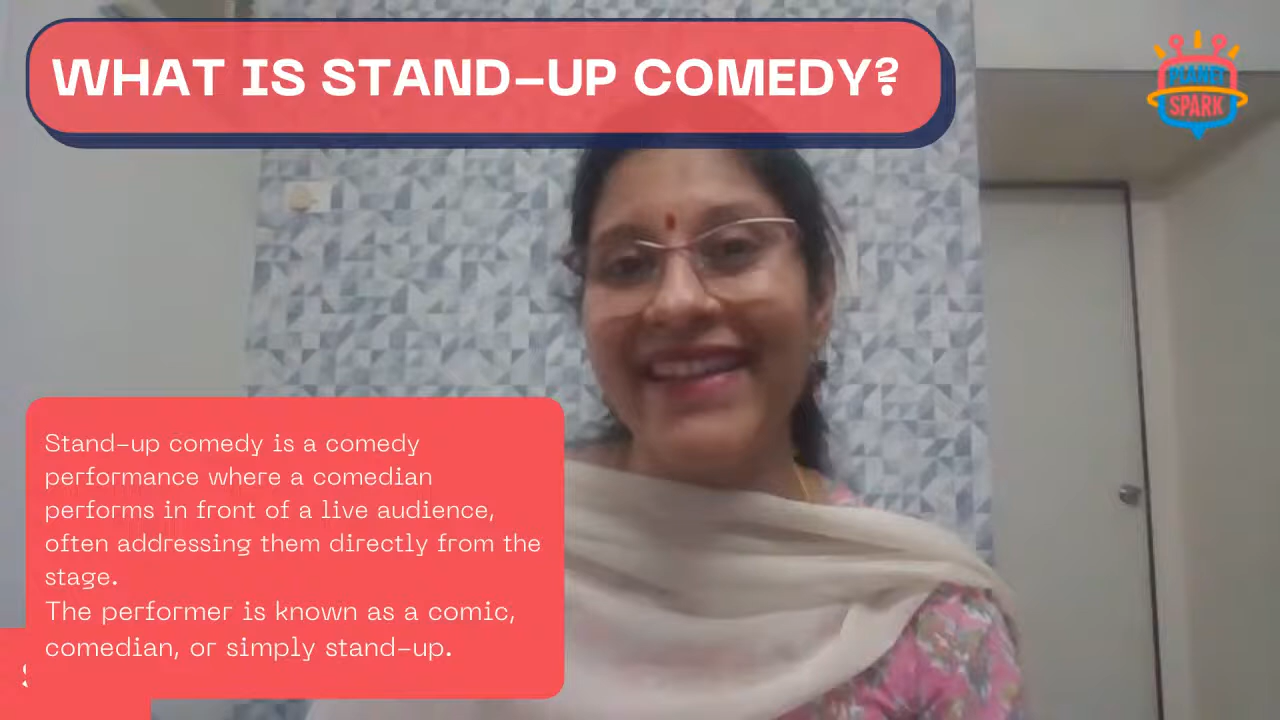 WHAT IS STAND-UP COMEDY?
PLANET
SPARK
Stand-up comedy is a comedy
performance where a comedian
performs in front of a live audience,
often addressing them directly from the
stage.
The performer is known as a comic,
comedian, or simply stand-up.